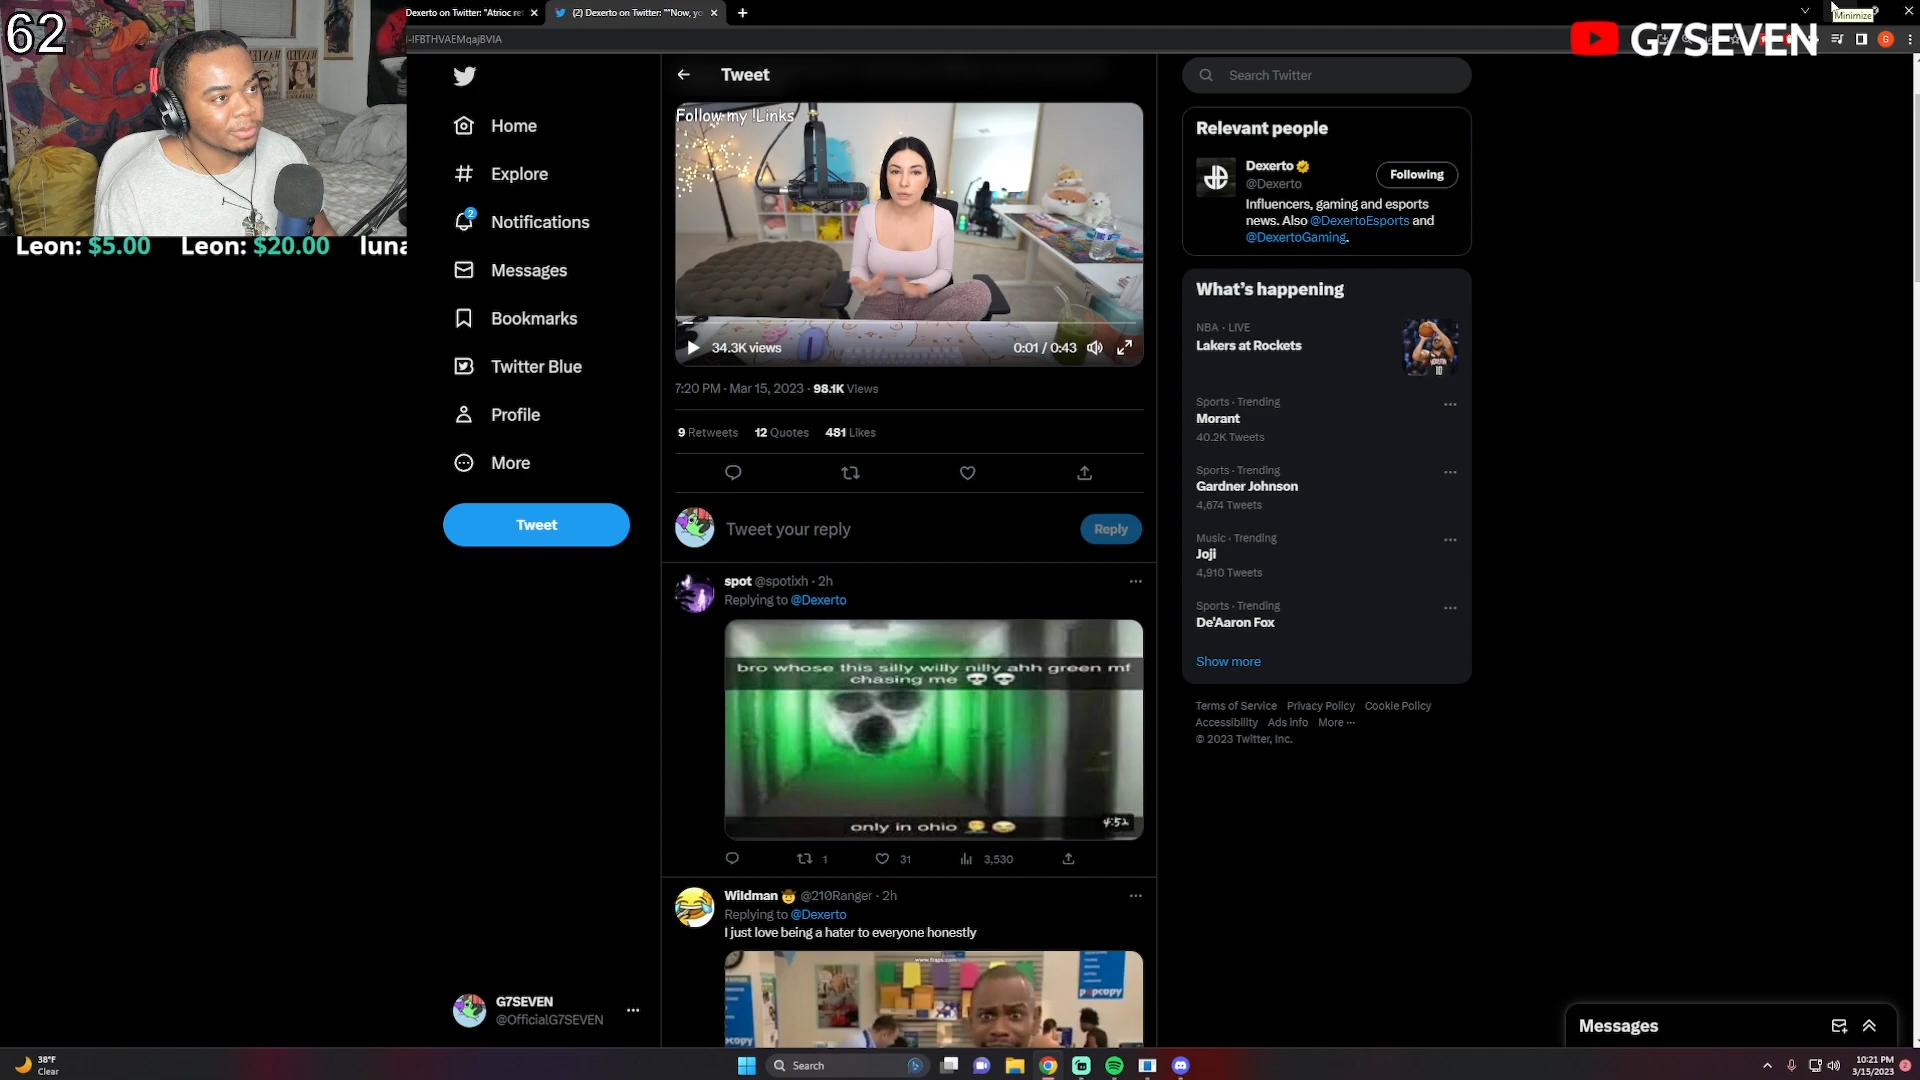 62
Dexerto on Twitter: "Atrioc ret
(2) Dexerto on Twitter: ""Now, yo
Minimize
-IFBTHVAEMqajBVIA
G7SEVEN
Leon: $5.00 Leon: $20.00 luna
Home
Explore
2
Notifications
Messages
Bookmarks
Twitter Blue
Profile
More
Tweet
G7SEVEN
@OfficialG7SEVEN
Tweet
Follow my !Links
34.3K views
0:01 / 0:43
7:20 PM · Mar 15, 2023 · 98.1K Views
9 Retweets 12 Quotes 481 Likes
Tweet your reply
Reply
spot @spotixh · 2h
Replying to @Dexerto
bro whose this silly willy nilly ahh green mf
chasing me 💀💀
only in ohio 🤦😂
4:52
1 31 3,530
Wildman 🤠 @210Ranger · 2h
Replying to @Dexerto
I just love being a hater to everyone honestly
popcopy
Search Twitter
Relevant people
Dexerto
@Dexerto
Following
Influencers, gaming and esports
news. Also @DexertoEsports and
@DexertoGaming.
What's happening
NBA · LIVE
Lakers at Rockets
Sports · Trending
Morant
40.2K Tweets
Sports · Trending
Gardner Johnson
4,674 Tweets
Music · Trending
Joji
4,910 Tweets
Sports · Trending
De'Aaron Fox
Show more
Terms of Service Privacy Policy Cookie Policy
Accessibility Ads info More ···
© 2023 Twitter, Inc.
Messages
38°F
Clear
Search
10:21 PM
3/15/2023
2